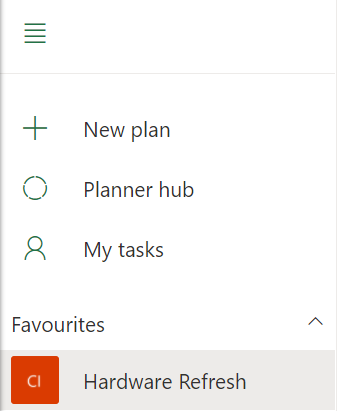 New plan
Planner hub
My tasks
Favourites
CI
Hardware Refresh